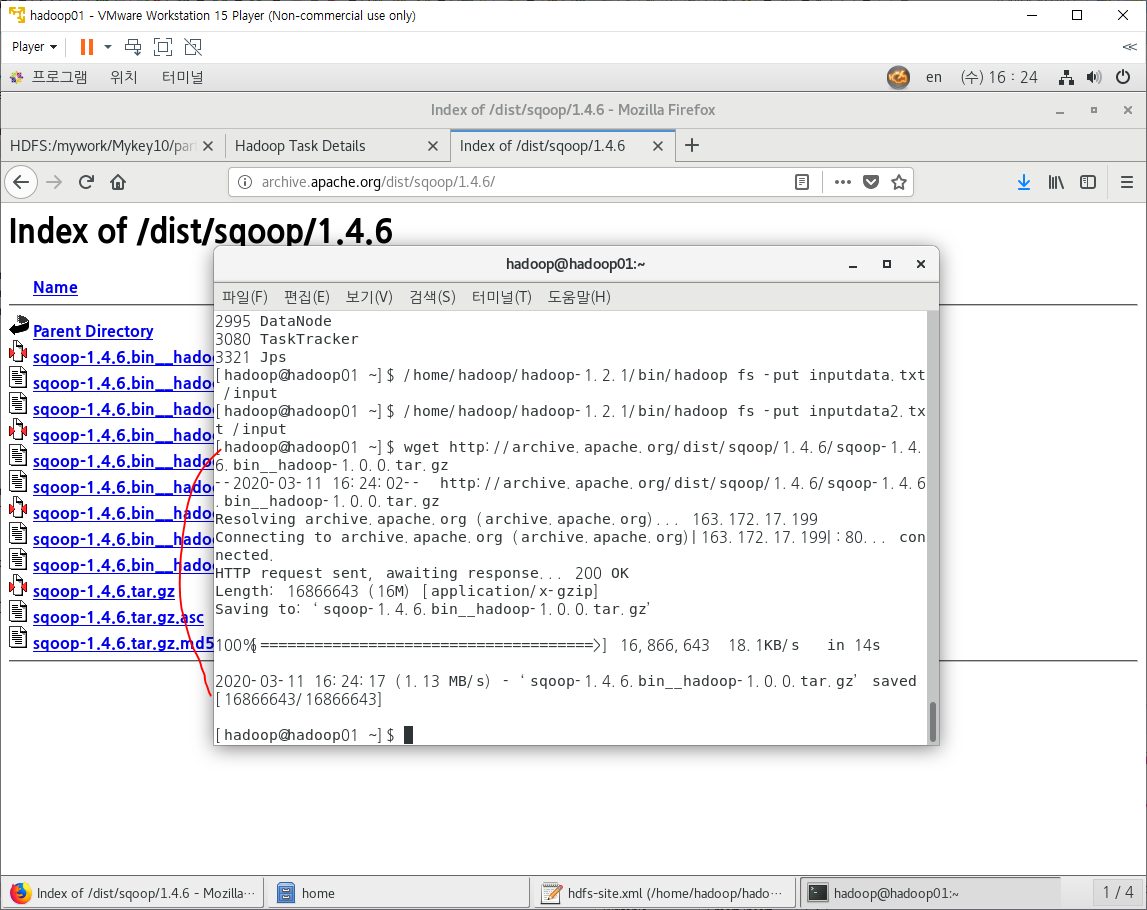 hadoop01 - VMware Workstation 15 Player (Non-commercial use only)
Player
프로그램 위치 터미널 en (수) 16 : 24
Index of /dist/sqoop/1.4.6 - Mozilla Firefox
HDFS:/mywork/Mykey10/part Hadoop Task Details Index of /dist/sqoop/1.4.6
archive.apache.org/dist/sqoop/1.4.6/
Index of /dist/sqoop/1.4.6
Name
Parent Directory
sqoop-1.4.6.bin__hadoo
sqoop-1.4.6.bin__hadoo
sqoop-1.4.6.bin__hadoo
sqoop-1.4.6.bin__hadoo
sqoop-1.4.6.bin__hadoo
sqoop-1.4.6.bin__hadoo
sqoop-1.4.6.bin__hadoo
sqoop-1.4.6.bin__hadoo
sqoop-1.4.6.bin__hadoo
sqoop-1.4.6.tar.gz
sqoop-1.4.6.tar.gz.asc
sqoop-1.4.6.tar.gz.md5
hadoop@hadoop01:~
파일(F) 편집(E) 보기(V) 검색(S) 터미널(T) 도움말(H)
2995 DataNode
3080 TaskTracker
3321 Jps
[hadoop@hadoop01 ~]$ /home/hadoop/hadoop-1.2.1/bin/hadoop fs -put inputdata.txt
/input
[hadoop@hadoop01 ~]$ /home/hadoop/hadoop-1.2.1/bin/hadoop fs -put inputdata2.tx
t /input
[hadoop@hadoop01 ~]$ wget http://archive.apache.org/dist/sqoop/1.4.6/sqoop-1.4.
6.bin__hadoop-1.0.0.tar.gz
--2020-03-11 16:24:02-- http://archive.apache.org/dist/sqoop/1.4.6/sqoop-1.4.6
.bin__hadoop-1.0.0.tar.gz
Resolving archive.apache.org (archive.apache.org)... 163.172.17.199
Connecting to archive.apache.org (archive.apache.org)|163.172.17.199|:80... con
nected.
HTTP request sent, awaiting response... 200 OK
Length: 16866643 (16M) [application/x-gzip]
Saving to: ‘sqoop-1.4.6.bin__hadoop-1.0.0.tar.gz’
100%[=====================================>] 16,866,643 18.1KB/s in 14s
2020-03-11 16:24:17 (1.13 MB/s) - ‘sqoop-1.4.6.bin__hadoop-1.0.0.tar.gz’ saved
[16866643/16866643]
[hadoop@hadoop01 ~]$
Index of /dist/sqoop/1.4.6 - Mozilla... home hdfs-site.xml (/home/hadoop/hado... hadoop@hadoop01:~ 1 / 4